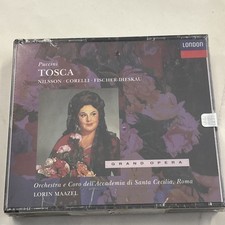 LONDON
Puccini
TOSCA
NILSSON · CORELLI · FISCHER-DIESKAU
GRAND OPERA
Orchestra e Coro dell'Accademia di Santa Cecilia, Roma
LORIN MAAZEL